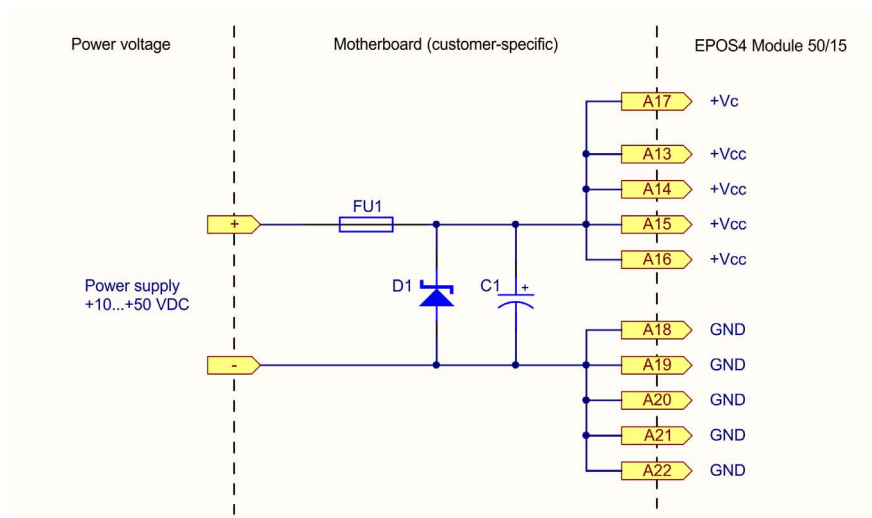 Power voltage
Motherboard (customer-specific)
EPOS4 Module 50/15
A17 +Vc
A13 +Vcc
A14 +Vcc
FU1
+
A15 +Vcc
A16 +Vcc
Power supply
+10...+50 VDC
D1
C1
+
A18 GND
-
A19 GND
A20 GND
A21 GND
A22 GND